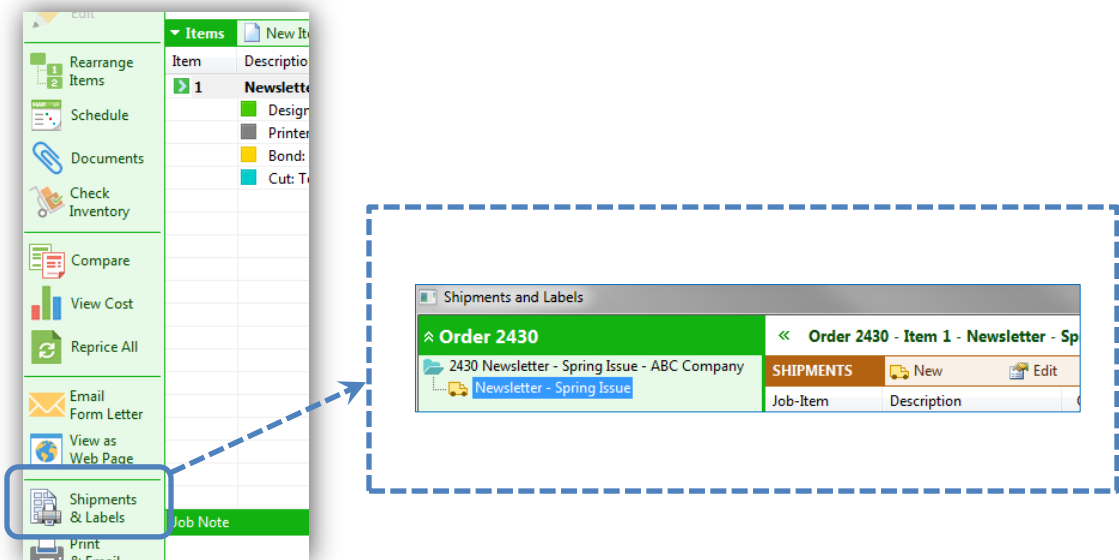 Edit
Rearrange
Items
Schedule
Documents
Check
Inventory
Compare
View Cost
Reprice All
Email
Form Letter
View as
Web Page
Shipments
& Labels
Print
& Email
Items
New Ite
Item Descriptio
1 Newslette
Design
Printer
Bond:
Cut: T
Job Note
Shipments and Labels
Order 2430
2430 Newsletter - Spring Issue - ABC Company
Newsletter - Spring Issue
« Order 2430 - Item 1 - Newsletter - Sp
SHIPMENTS New Edit
Job-Item Description